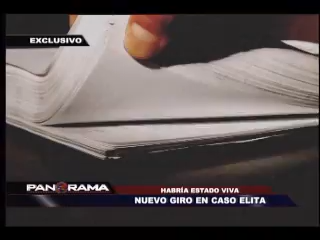 EXCLUSIVO
PANORAMA
HABRÍA ESTADO VIVA
NUEVO GIRO EN CASO ELITA